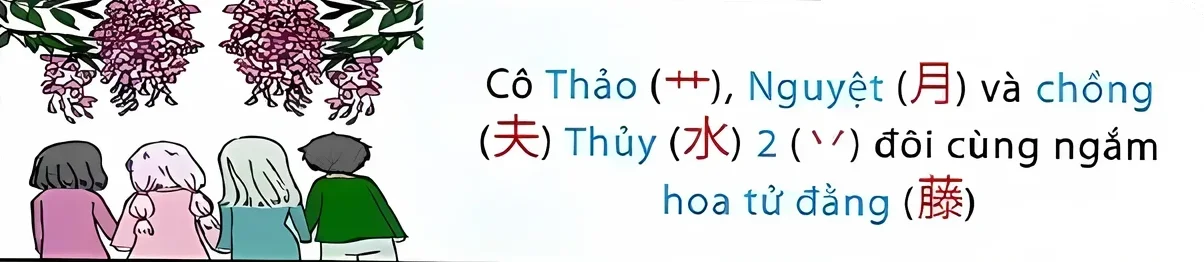 Cô Thảo (艹), Nguyệt (月) và chồng
(夫) Thủy (水) 2 (丷) đôi cùng ngắm
hoa tử đằng (藤)